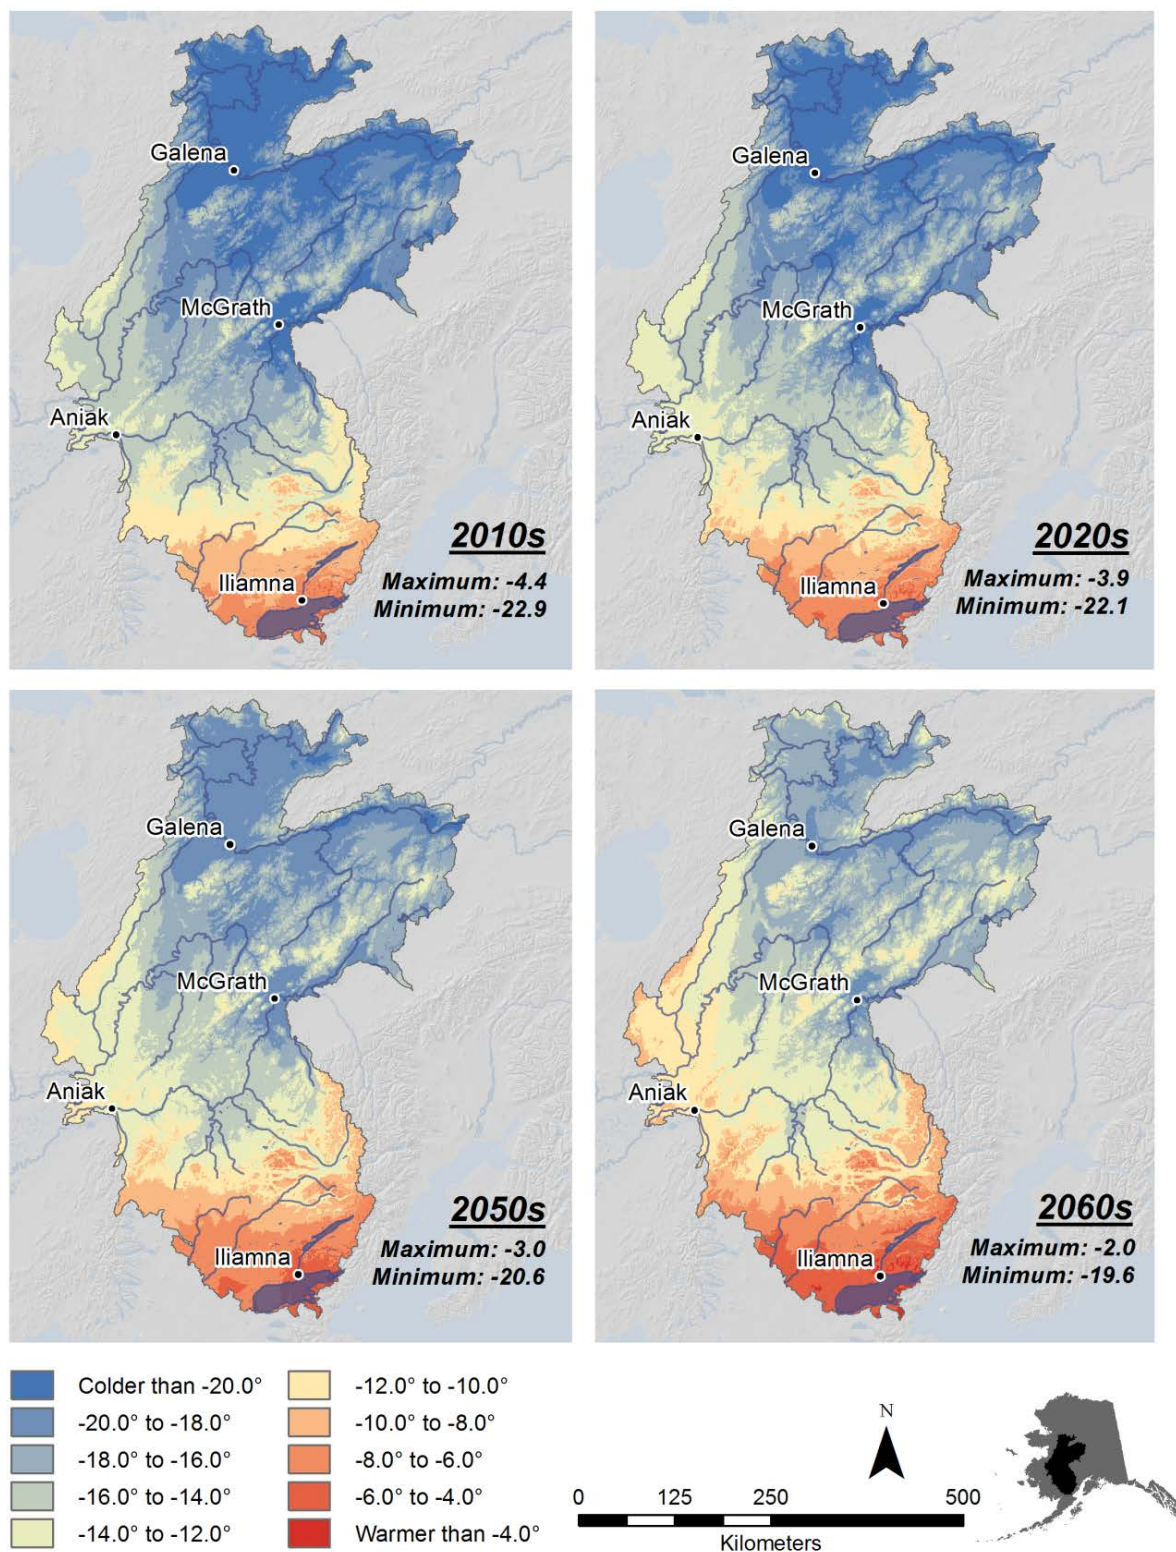 Galena
McGrath
Aniak
2010s
Iliamna
Maximum: -4.4
Minimum: -22.9
Galena
McGrath
Aniak
2020s
Iliamna
Maximum: -3.9
Minimum: -22.1
Galena
McGrath
Aniak
2050s
Iliamna
Maximum: -3.0
Minimum: -20.6
Galena
McGrath
Aniak
2060s
Iliamna
Maximum: -2.0
Minimum: -19.6
Colder than -20.0°
-20.0° to -18.0°
-18.0° to -16.0°
-16.0° to -14.0°
-14.0° to -12.0°
-12.0° to -10.0°
-10.0° to -8.0°
-8.0° to -6.0°
-6.0° to -4.0°
Warmer than -4.0°
N
0 125 250 500
Kilometers